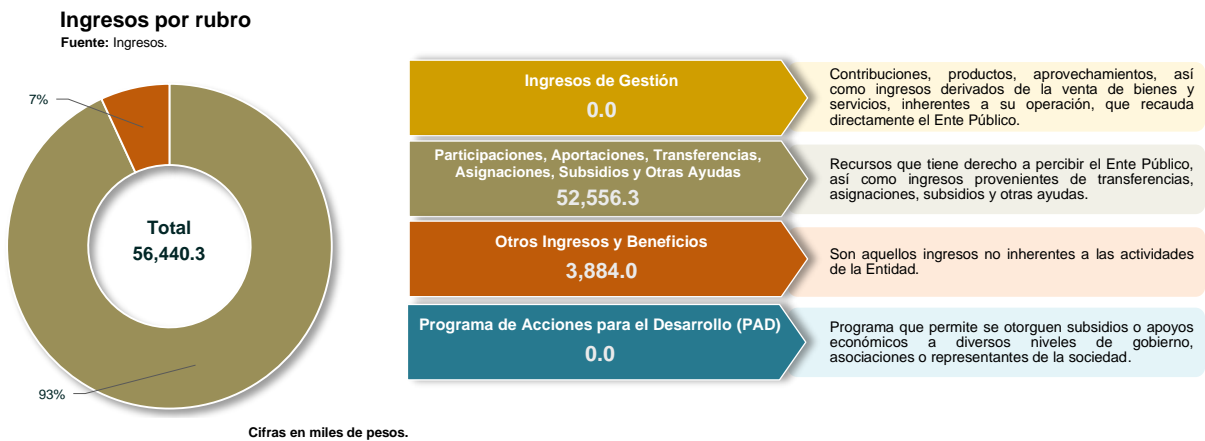 Ingresos por rubro
Fuente: Ingresos.
7%
Total
56,440.3
93%
Ingresos de Gestión
0.0
Contribuciones, productos, aprovechamientos, así
como ingresos derivados de la venta de bienes y
servicios, inherentes a su operación, que recauda
directamente el Ente Público.
Participaciones, Aportaciones, Transferencias,
Asignaciones, Subsidios y Otras Ayudas
52,556.3
Recursos que tiene derecho a percibir el Ente Público,
así como ingresos provenientes de transferencias,
asignaciones, subsidios y otras ayudas.
Otros Ingresos y Beneficios
3,884.0
Son aquellos ingresos no inherentes a las actividades
de la Entidad.
Programa de Acciones para el Desarrollo (PAD)
0.0
Programa que permite se otorguen subsidios o apoyos
económicos a diversos niveles de gobierno,
asociaciones o representantes de la sociedad.
Cifras en miles de pesos.